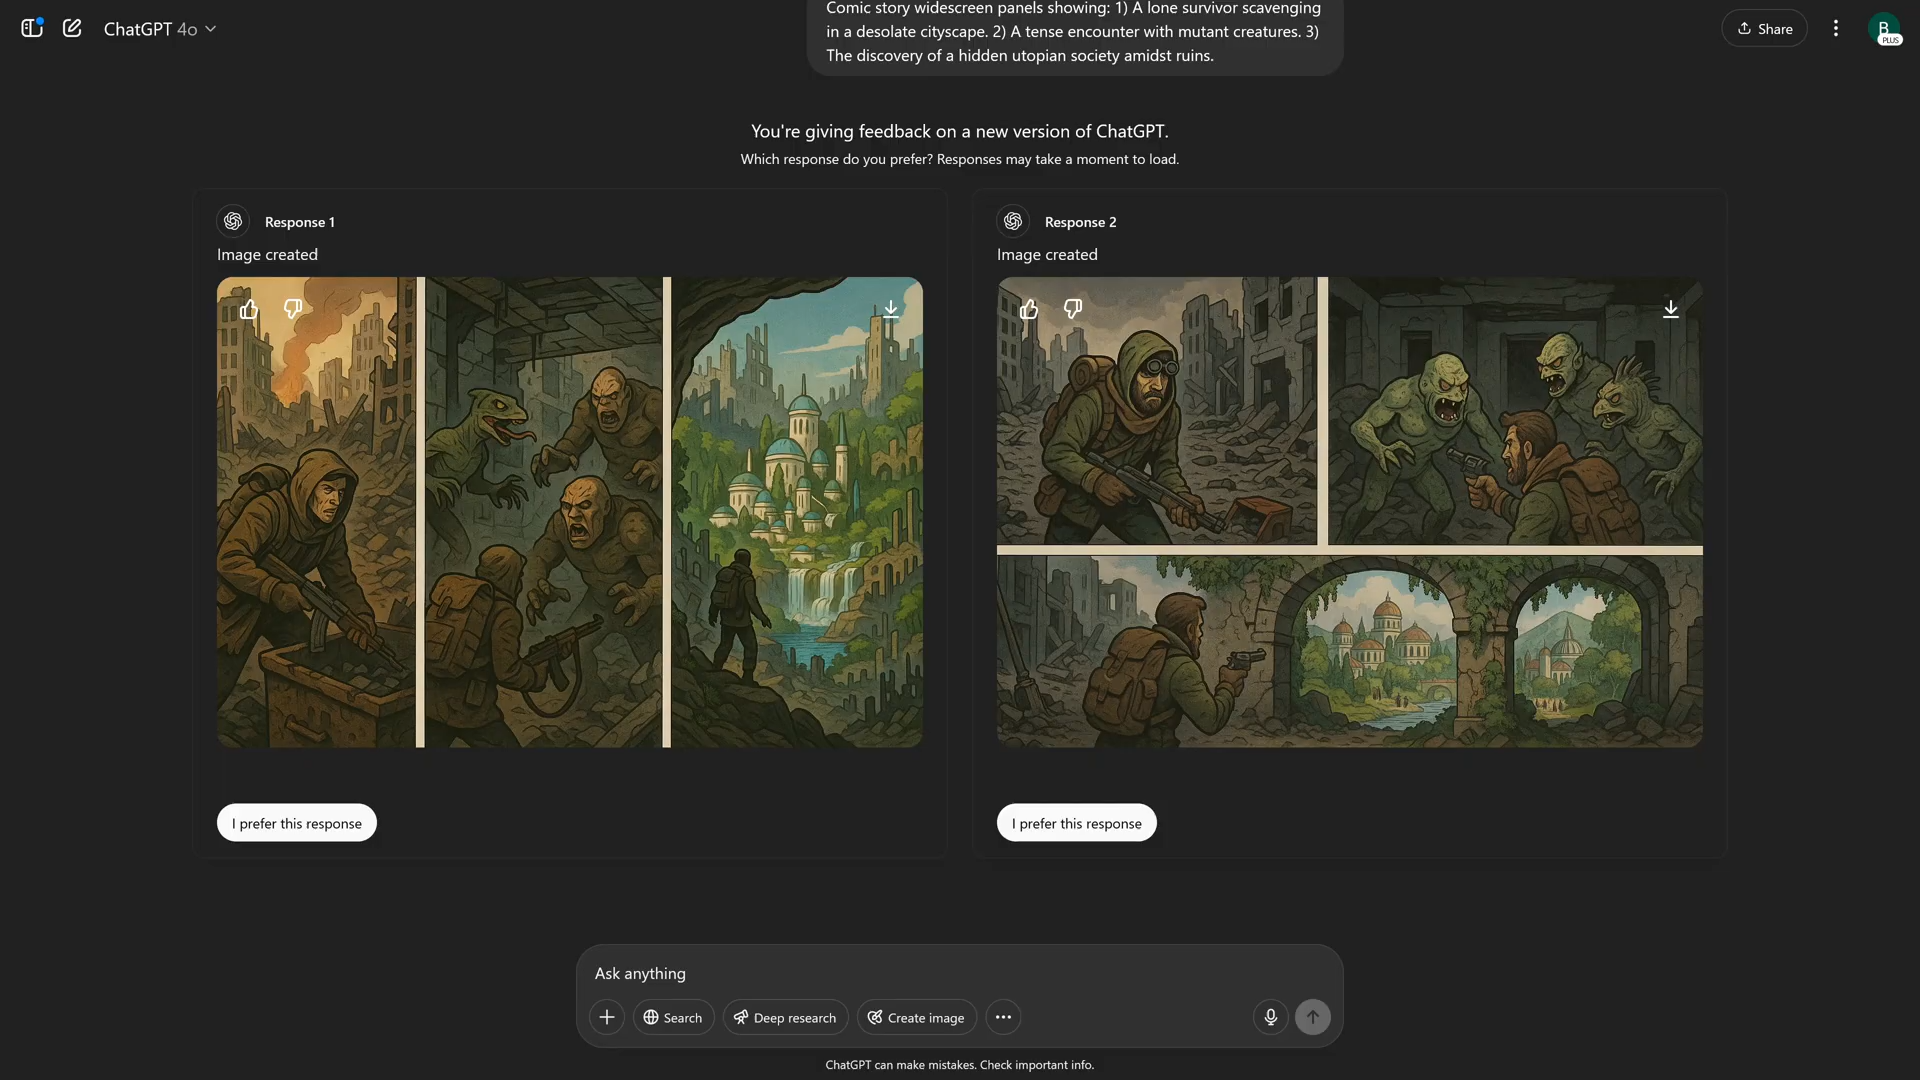 ChatGPT 4o
Comic story widescreen panels showing: 1) A lone survivor scavenging
in a desolate cityscape. 2) A tense encounter with mutant creatures. 3)
The discovery of a hidden utopian society amidst ruins.
Share
B
PLUS
You're giving feedback on a new version of ChatGPT.
Which response do you prefer? Responses may take a moment to load.
Response 1
Image created
I prefer this response
Response 2
Image created
I prefer this response
Ask anything
Search
Deep research
Create image
ChatGPT can make mistakes. Check important info.